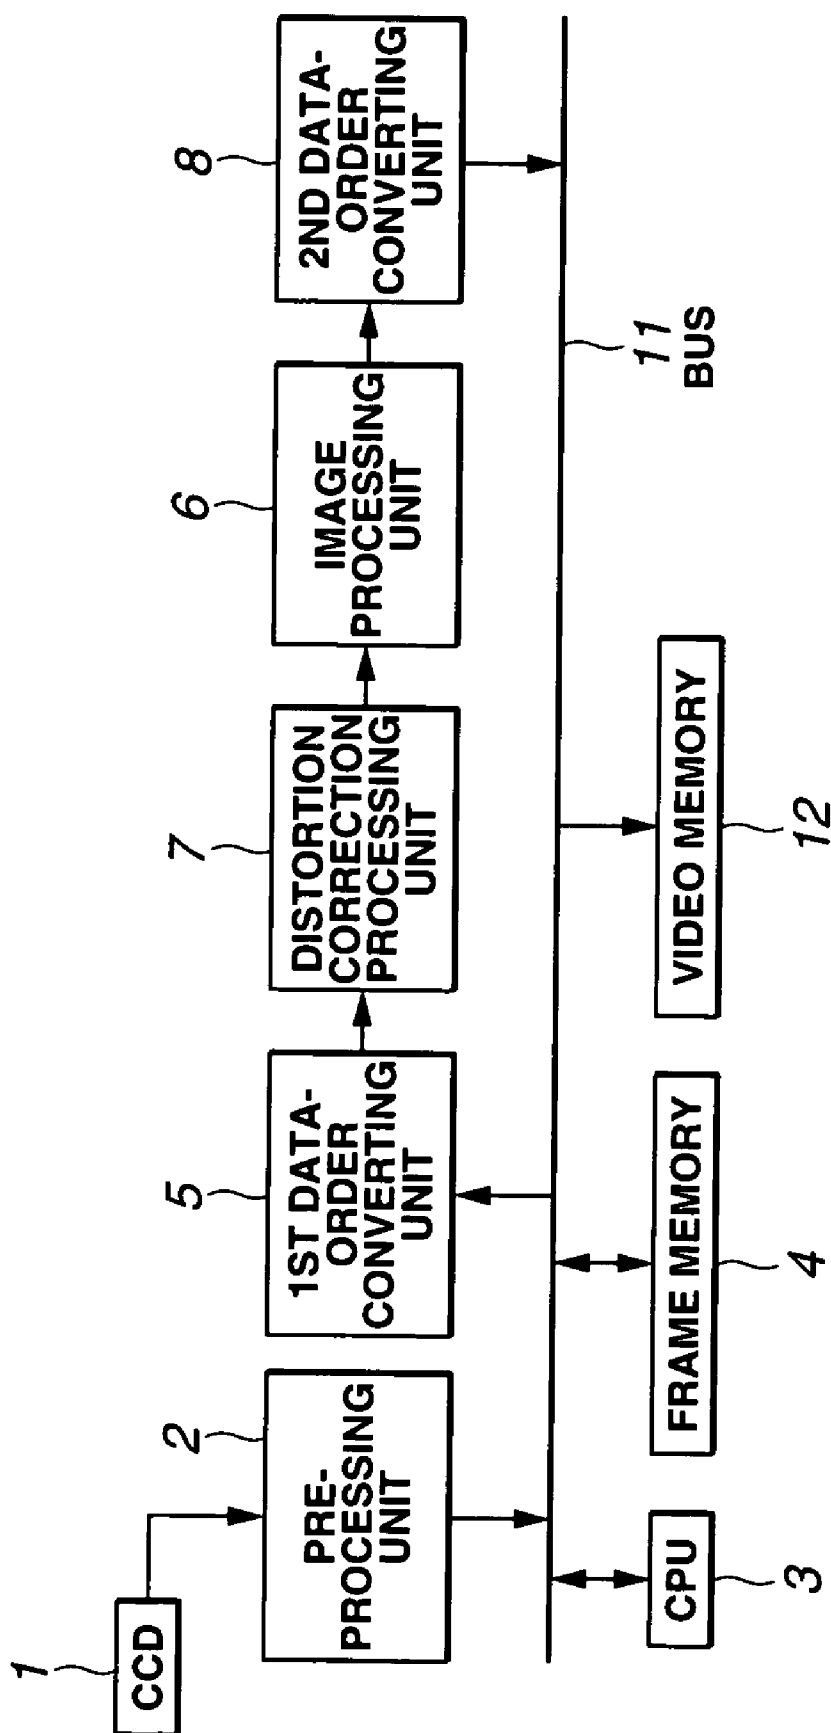 1
CCD
2
PRE-
PROCESSING
UNIT
5
1ST DATA-
ORDER
CONVERTING
UNIT
7
DISTORTION
CORRECTION
PROCESSING
UNIT
6
IMAGE
PROCESSING
UNIT
8
2ND DATA-
ORDER
CONVERTING
UNIT
11
BUS
CPU
3
FRAME MEMORY
4
VIDEO MEMORY
12